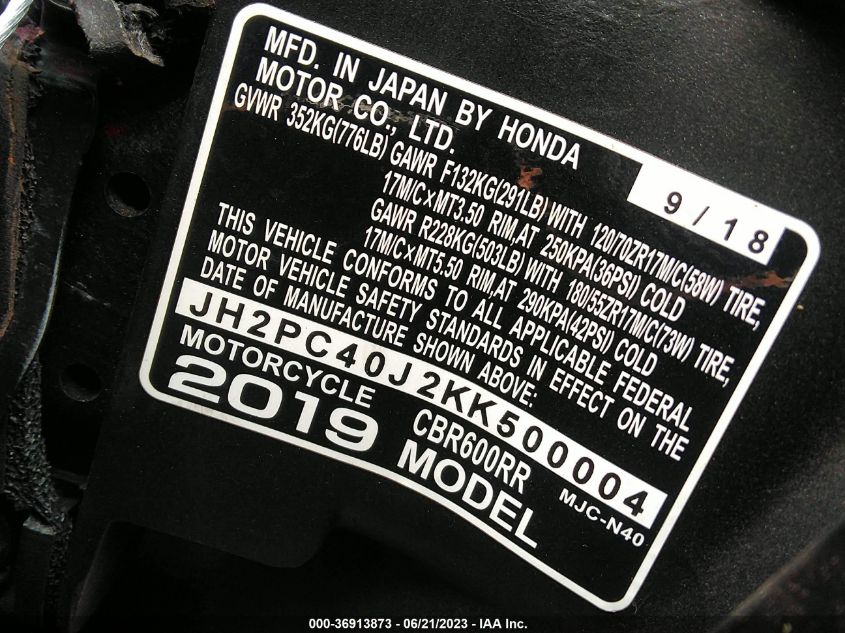 MFD. IN JAPAN BY HONDA
MOTOR CO., LTD.
9/18
GVWR 352KG(776LB) GAWR F132KG(291LB) WITH 120/70ZR17M/C(58W) TIRE,
17M/C×MT3.50 RIM,AT 250KPA(36PSI) COLD
GAWR R228KG(503LB) WITH 180/55ZR17M/C(73W) TIRE,
17M/C×MT5.50 RIM,AT 290KPA(42PSI) COLD
THIS VEHICLE CONFORMS TO ALL APPLICABLE FEDERAL
MOTOR VEHICLE SAFETY STANDARDS IN EFFECT ON THE
DATE OF MANUFACTURE SHOWN ABOVE:
JH2PC40J2KK500004
MOTORCYCLE CBR600RR MJC-N40
2019 MODEL
000-36913873 - 06/21/2023 - IAA Inc.